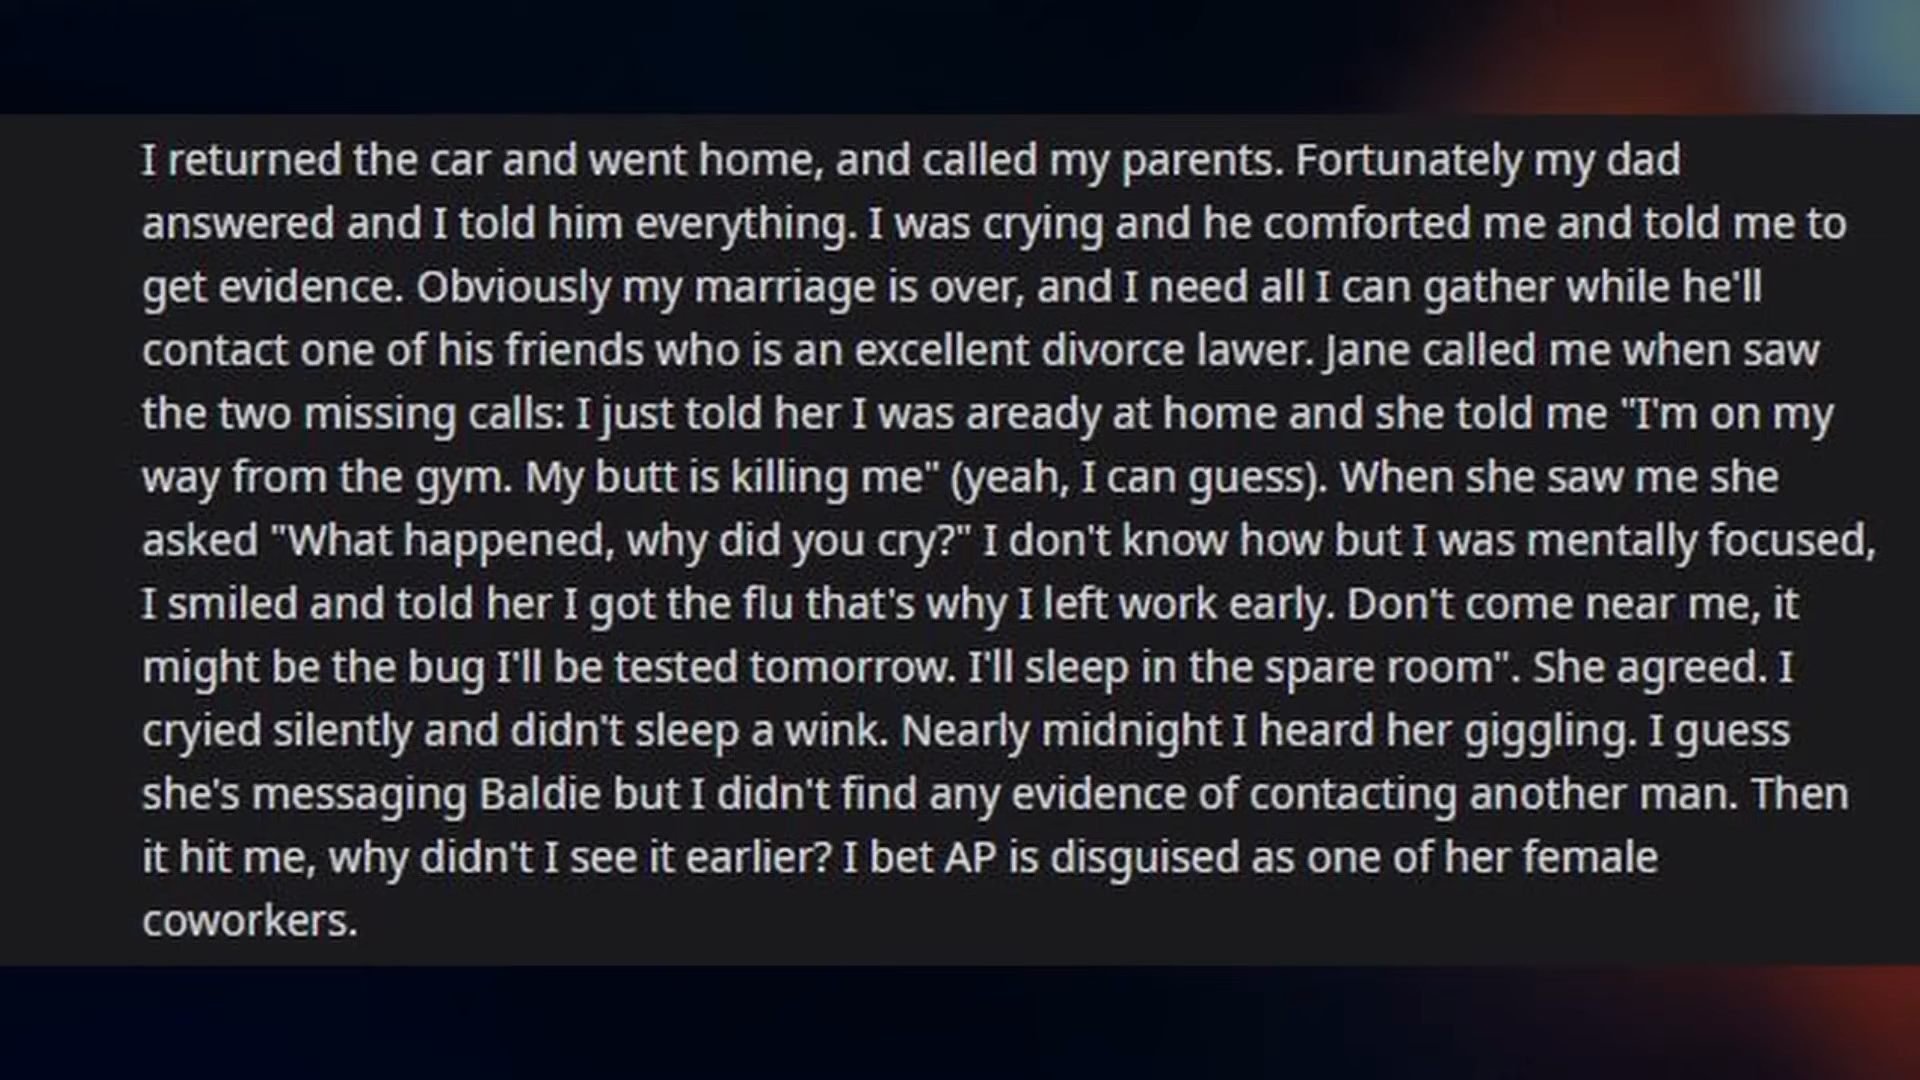 I returned the car and went home, and called my parents. Fortunately my dad
answered and I told him everything. I was crying and he comforted me and told me to
get evidence. Obviously my marriage is over, and I need all I can gather while he'll
contact one of his friends who is an excellent divorce lawer. Jane called me when saw
the two missing calls: I just told her I was aready at home and she told me "I'm on my
way from the gym. My butt is killing me" (yeah, I can guess). When she saw me she
asked "What happened, why did you cry?" I don't know how but I was mentally focused,
I smiled and told her I got the flu that's why I left work early. Don't come near me, it
might be the bug I'll be tested tomorrow. I'll sleep in the spare room". She agreed. I
cryied silently and didn't sleep a wink. Nearly midnight I heard her giggling. I guess
she's messaging Baldie but I didn't find any evidence of contacting another man. Then
it hit me, why didn't I see it earlier? I bet AP is disguised as one of her female
coworkers.